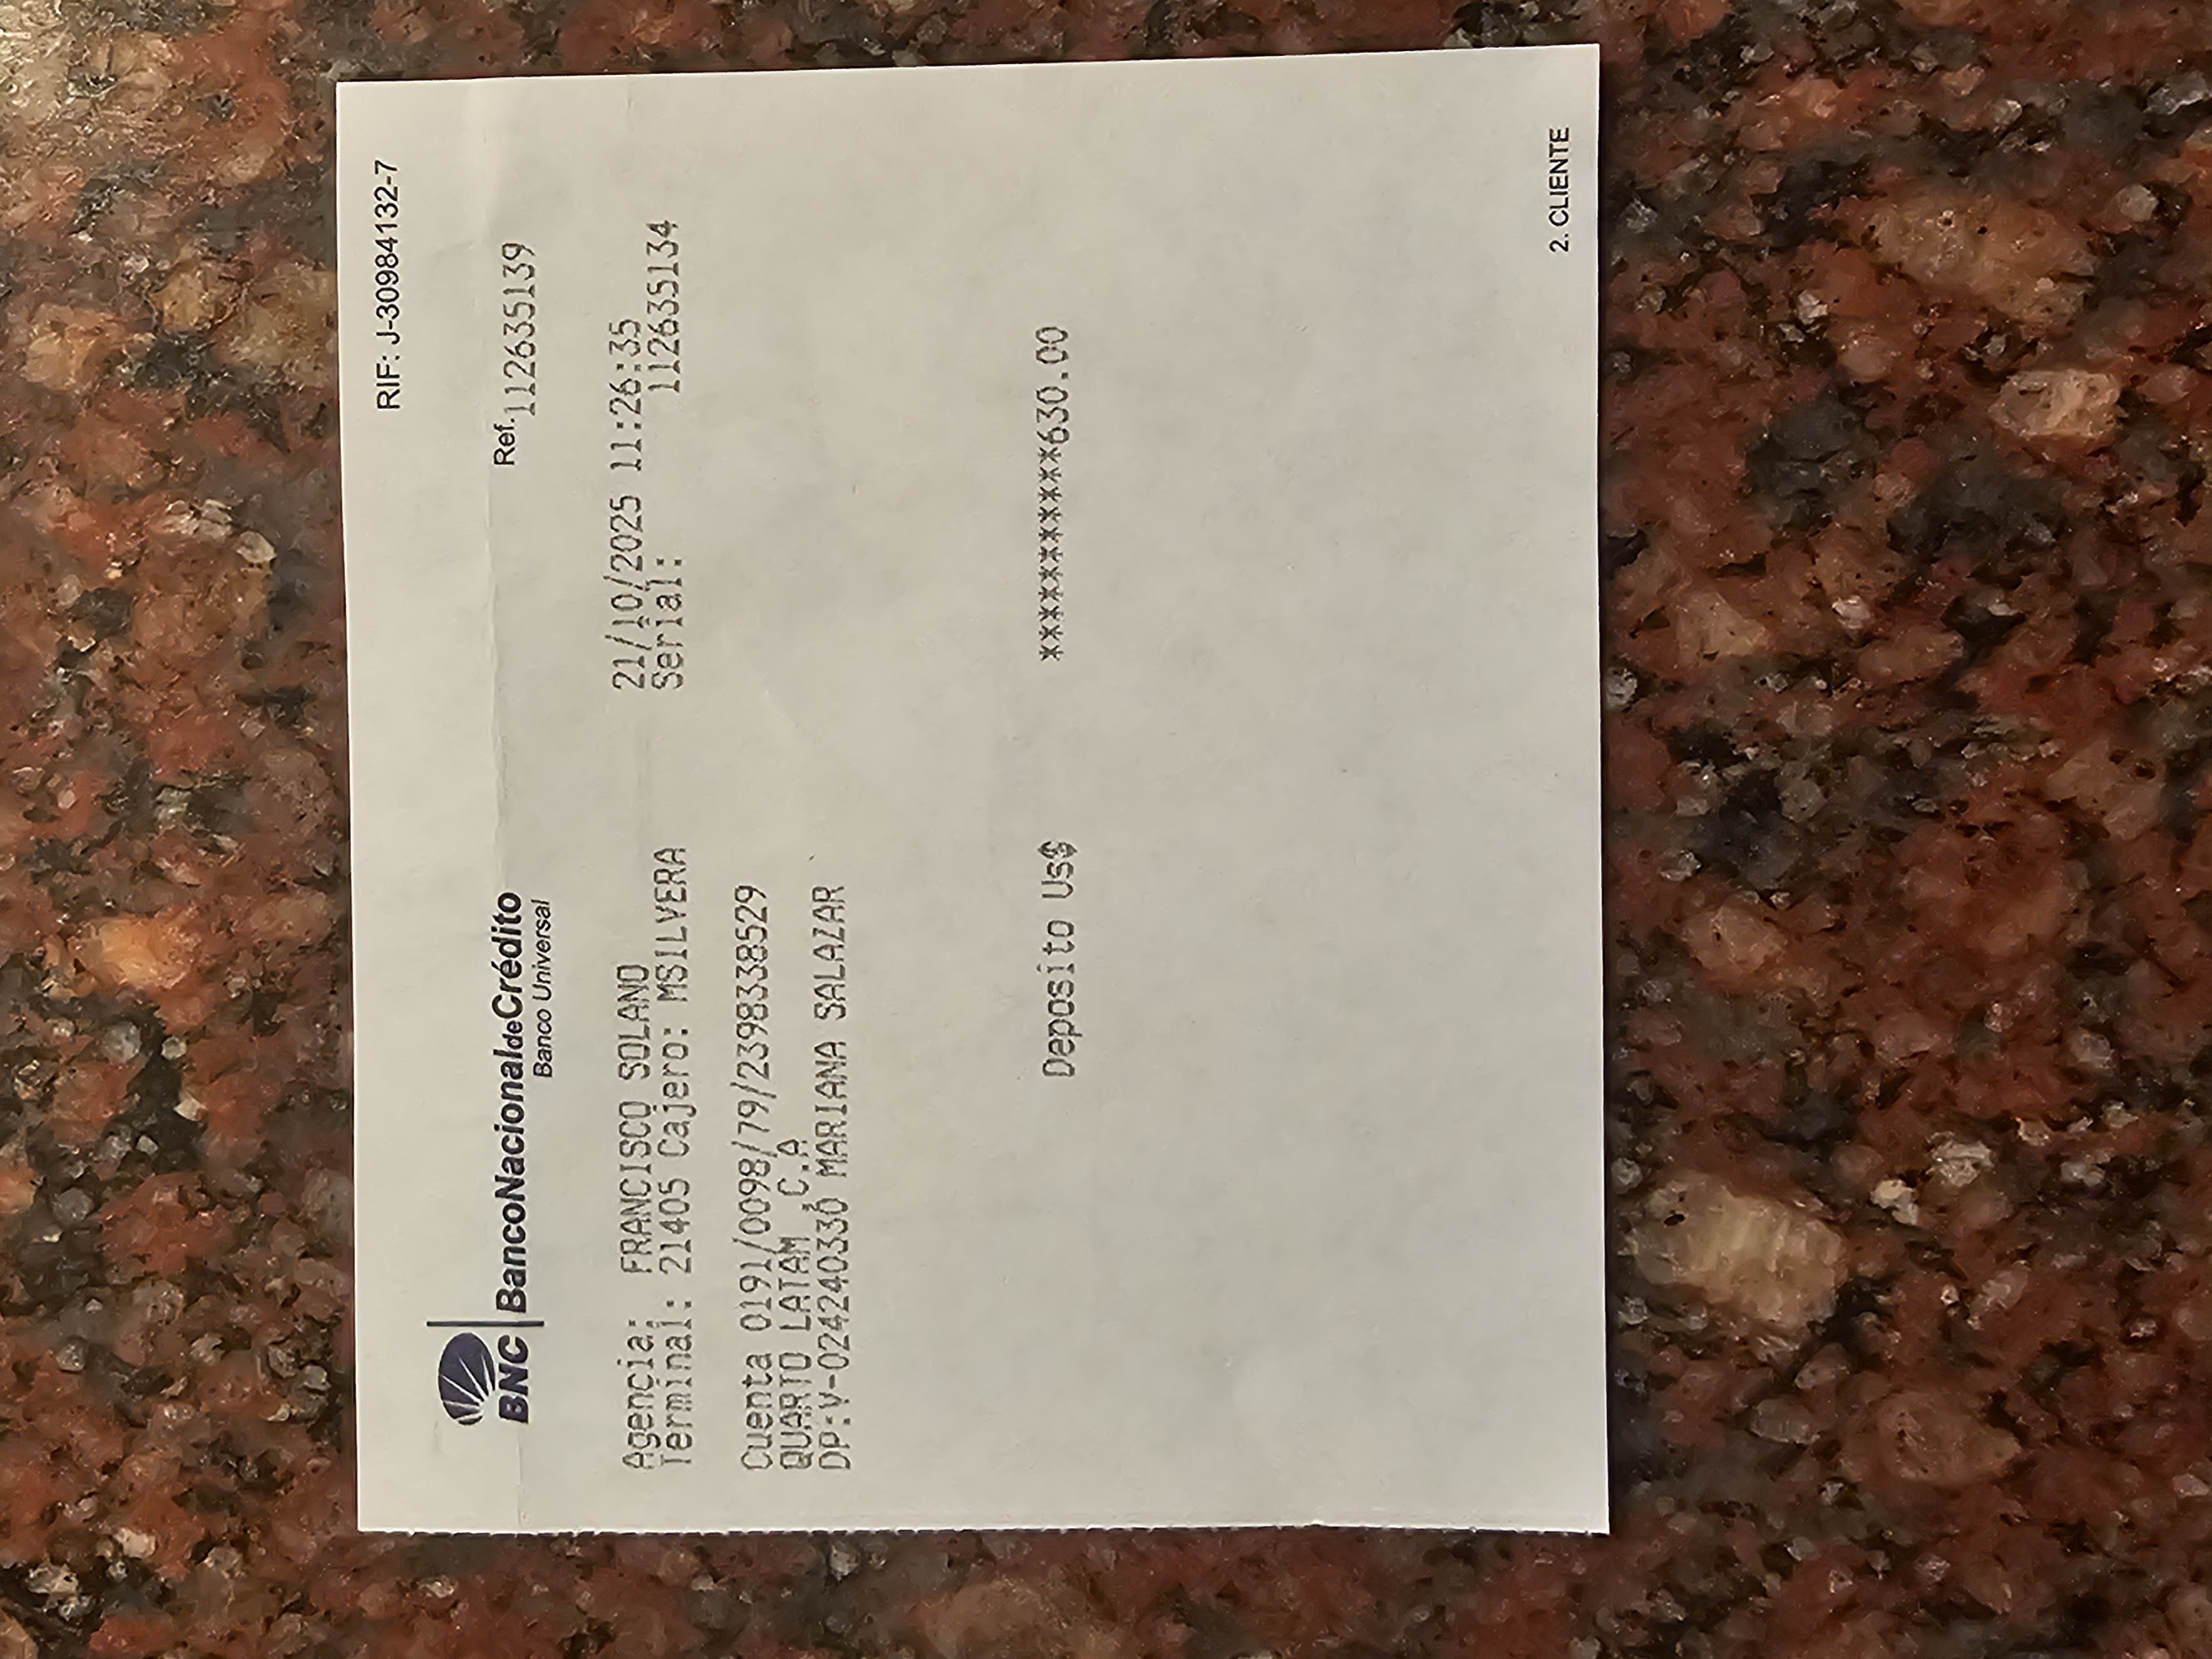 RIF: J-30984132-7
BNC BancoNacionaldeCrédito
Banco Universal
Ref. 112635139
Agencia: FRANCISCO SOLANO 21/10/2025 11:26:35
Terminal: 21405 Cajero: MSILVERA Serial: 112635134
Cuenta 0191/0098/79/2398338529
QUARTO LATAM ,C.A
DP:V-024240330 MARIANA SALAZAR
Deposito Us$ ***********630.00
2. CLIENTE